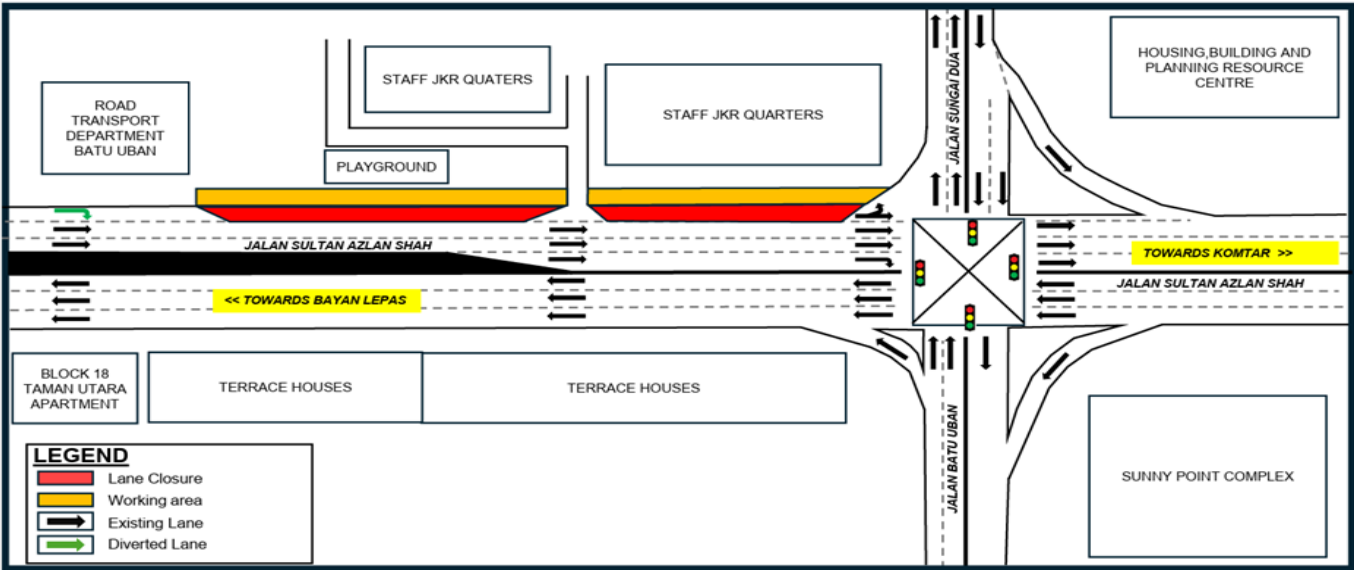 ROAD
TRANSPORT
DEPARTMENT
BATU UBAN
STAFF JKR QUATERS
STAFF JKR QUARTERS
PLAYGROUND
JALAN SUNGAI DUA
HOUSING,BUILDING AND
PLANNING RESOURCE
CENTRE
JALAN SULTAN AZLAN SHAH
TOWARDS KOMTAR >>
<< TOWARDS BAYAN LEPAS
JALAN SULTAN AZLAN SHAH
BLOCK 18
TAMAN UTARA
APARTMENT
TERRACE HOUSES
TERRACE HOUSES
JALAN BATU UBAN
SUNNY POINT COMPLEX
LEGEND
Lane Closure
Working area
Existing Lane
Diverted Lane